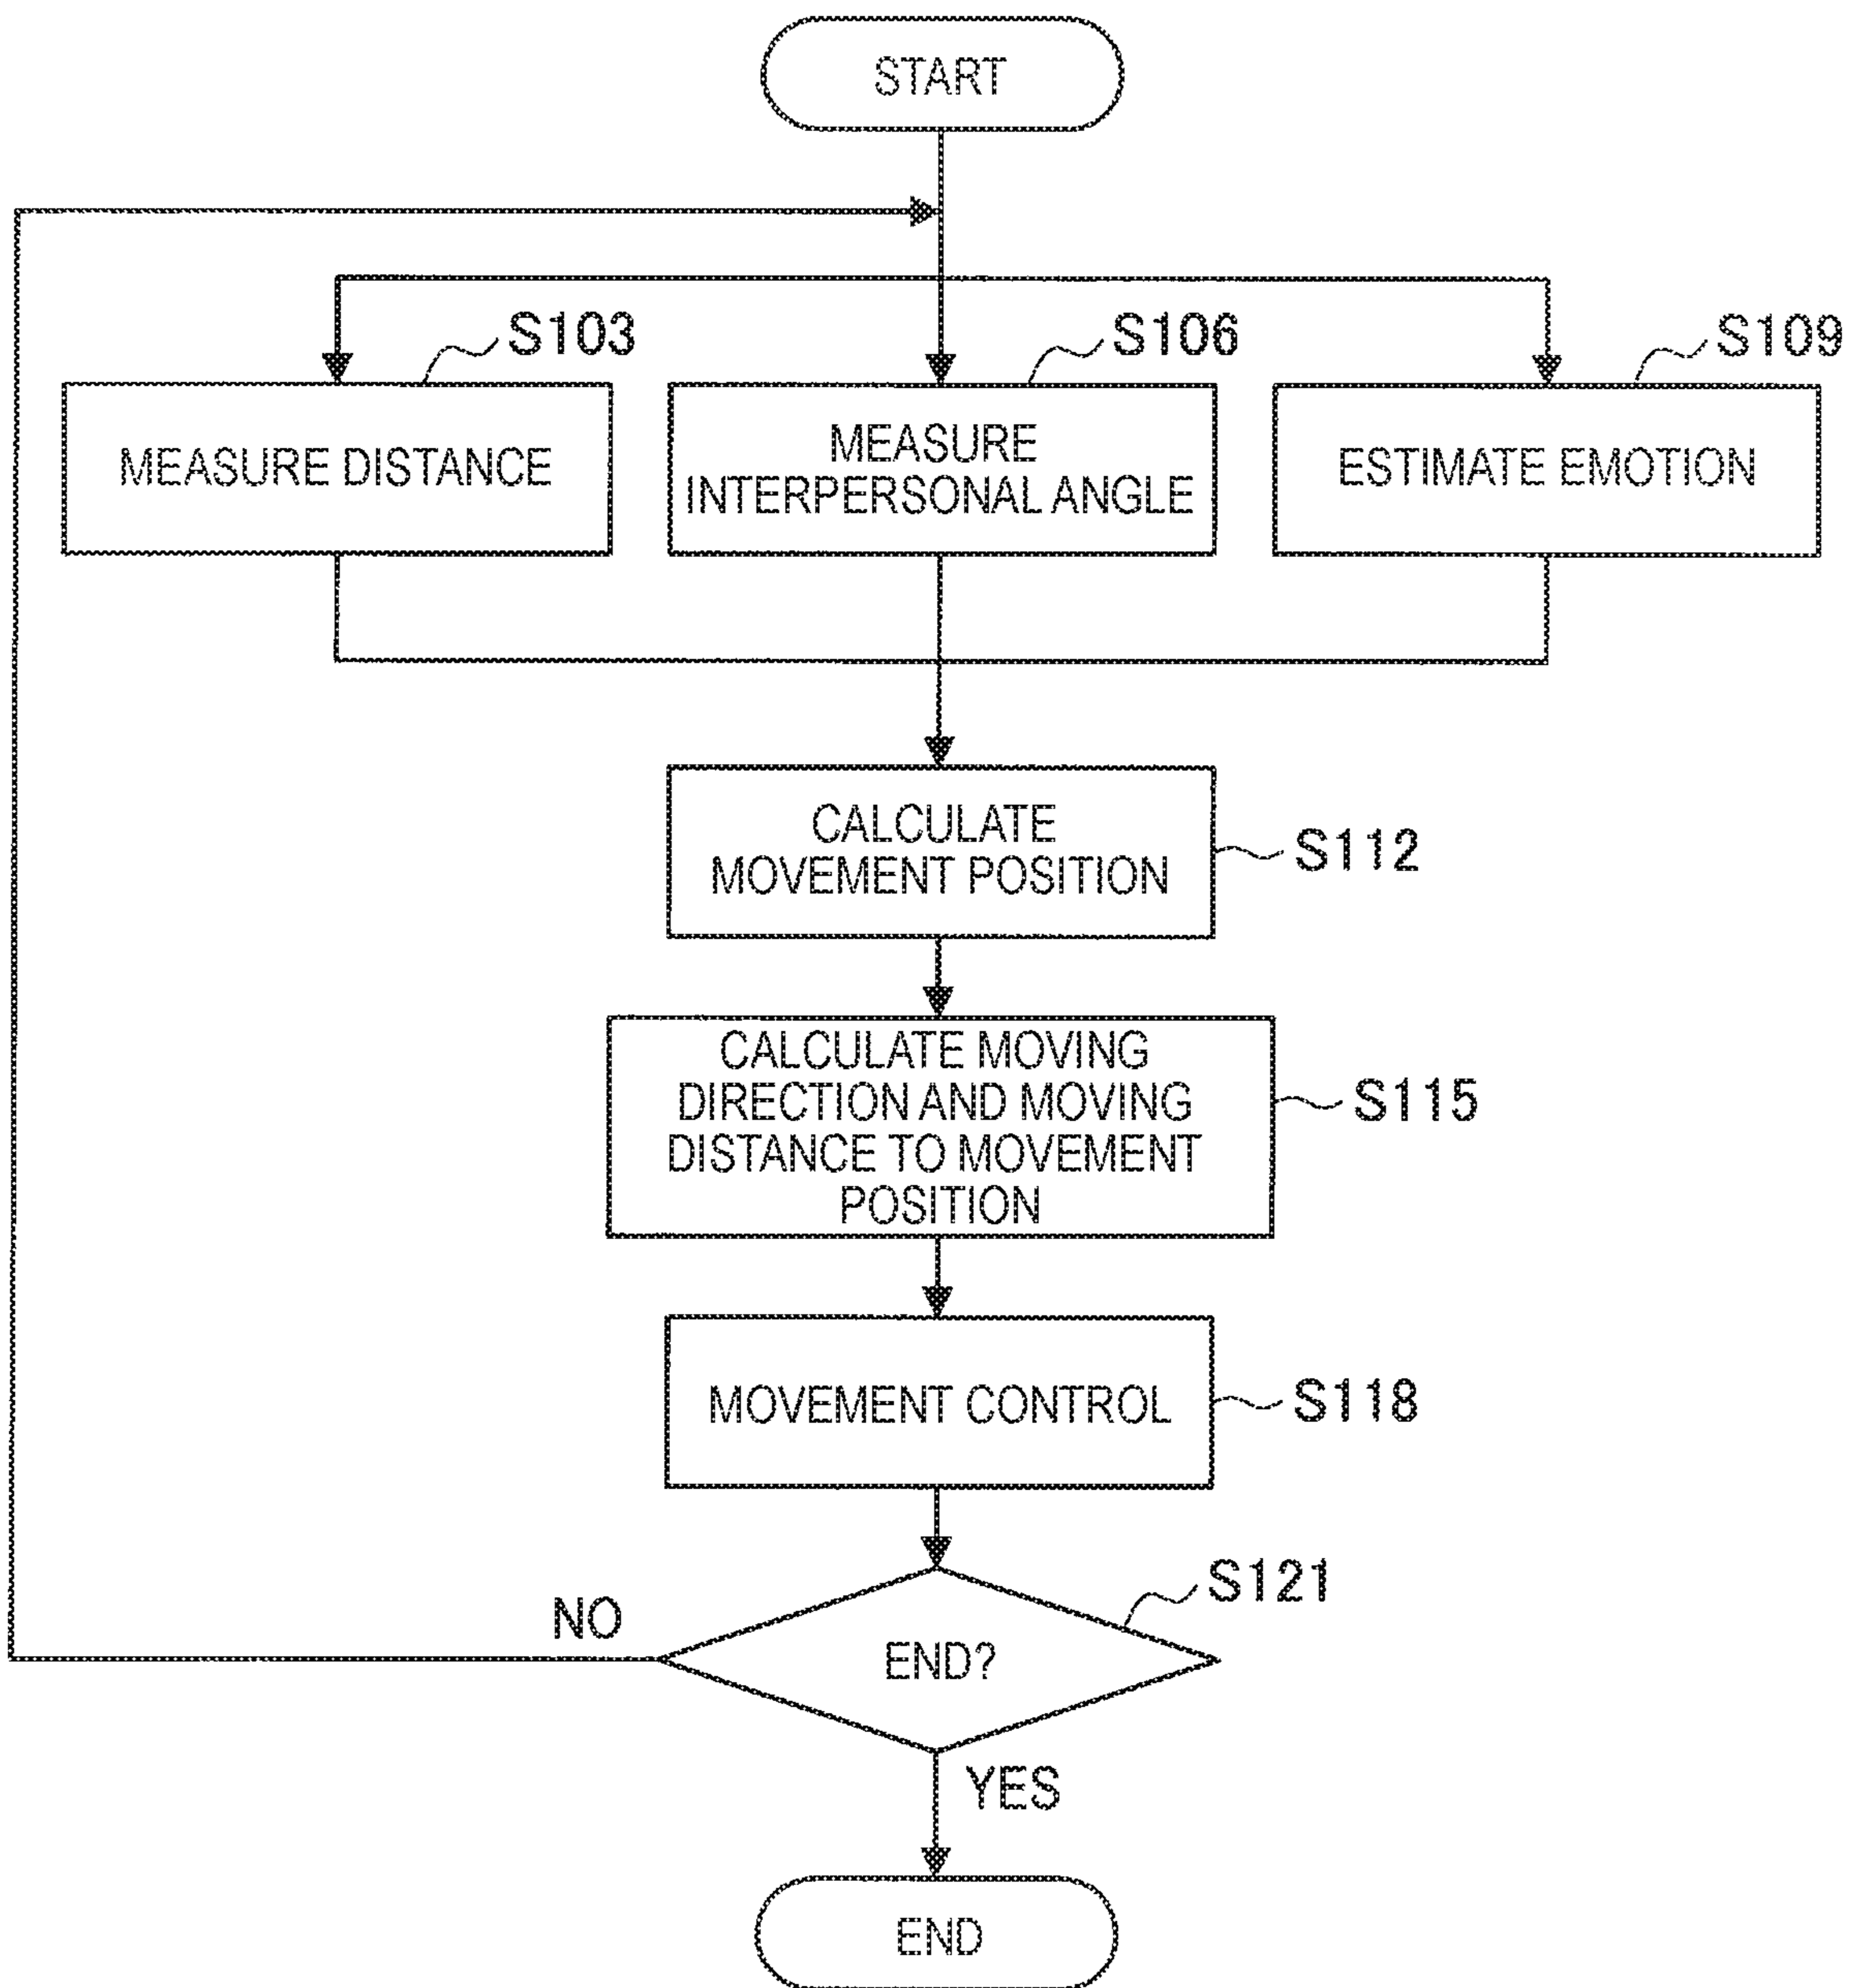 START
S103
S106
S109
MEASURE DISTANCE
MEASURE
INTERPERSONAL ANGLE
ESTIMATE EMOTION
CALCULATE
MOVEMENT POSITION
S112
CALCULATE MOVING
DIRECTION AND MOVING
DISTANCE TO MOVEMENT
POSITION
S115
MOVEMENT CONTROL
S118
S121
NO
END?
YES
END